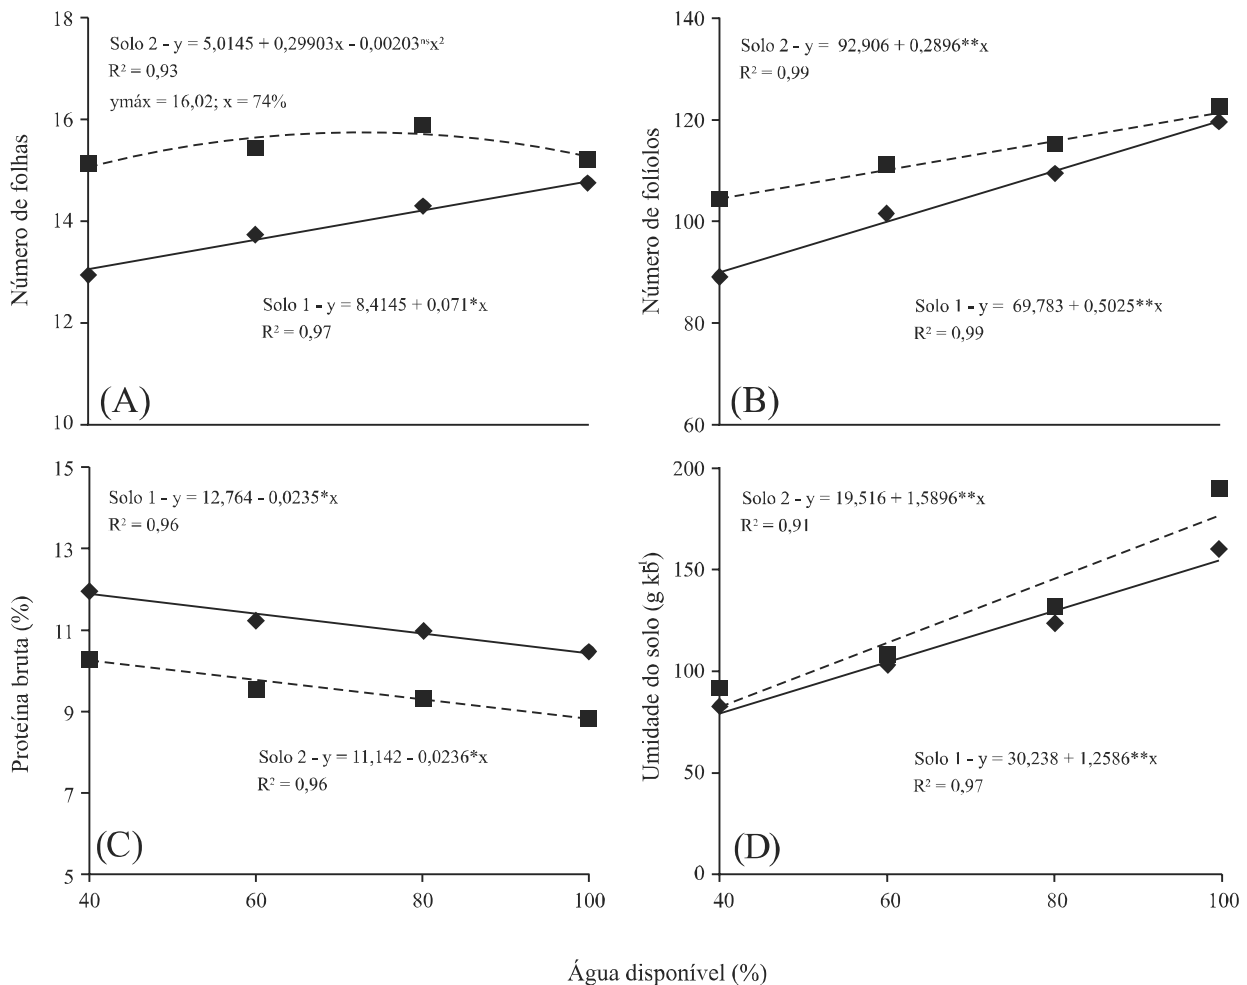 18
16
14
12
10
Número de folhas
Solo 2 - y = 5,0145 + 0,29903x - 0,00203ⁿˢx²
R² = 0,93
ymáx = 16,02; x = 74%
Solo 1 - y = 8,4145 + 0,071*x
R² = 0,97
(A)
140
120
100
80
60
Número de folíolos
Solo 2 - y = 92,906 + 0,2896**x
R² = 0,99
Solo 1 - y = 69,783 + 0,5025**x
R² = 0,99
(B)
15
13
11
9
7
5
Proteína bruta (%)
Solo 1 - y = 12,764 - 0,0235*x
R² = 0,96
Solo 2 - y = 11,142 - 0,0236*x
R² = 0,96
(C)
40 60 80 100
200
150
100
50
0
Umidade do solo (g
Solo 2 - y = 19,516 + 1,5896**x
R² = 0,91
Solo 1 - y = 30,238 + 1,2586**x
R² = 0,97
(D)
40 60 80 100
Água disponível (%)